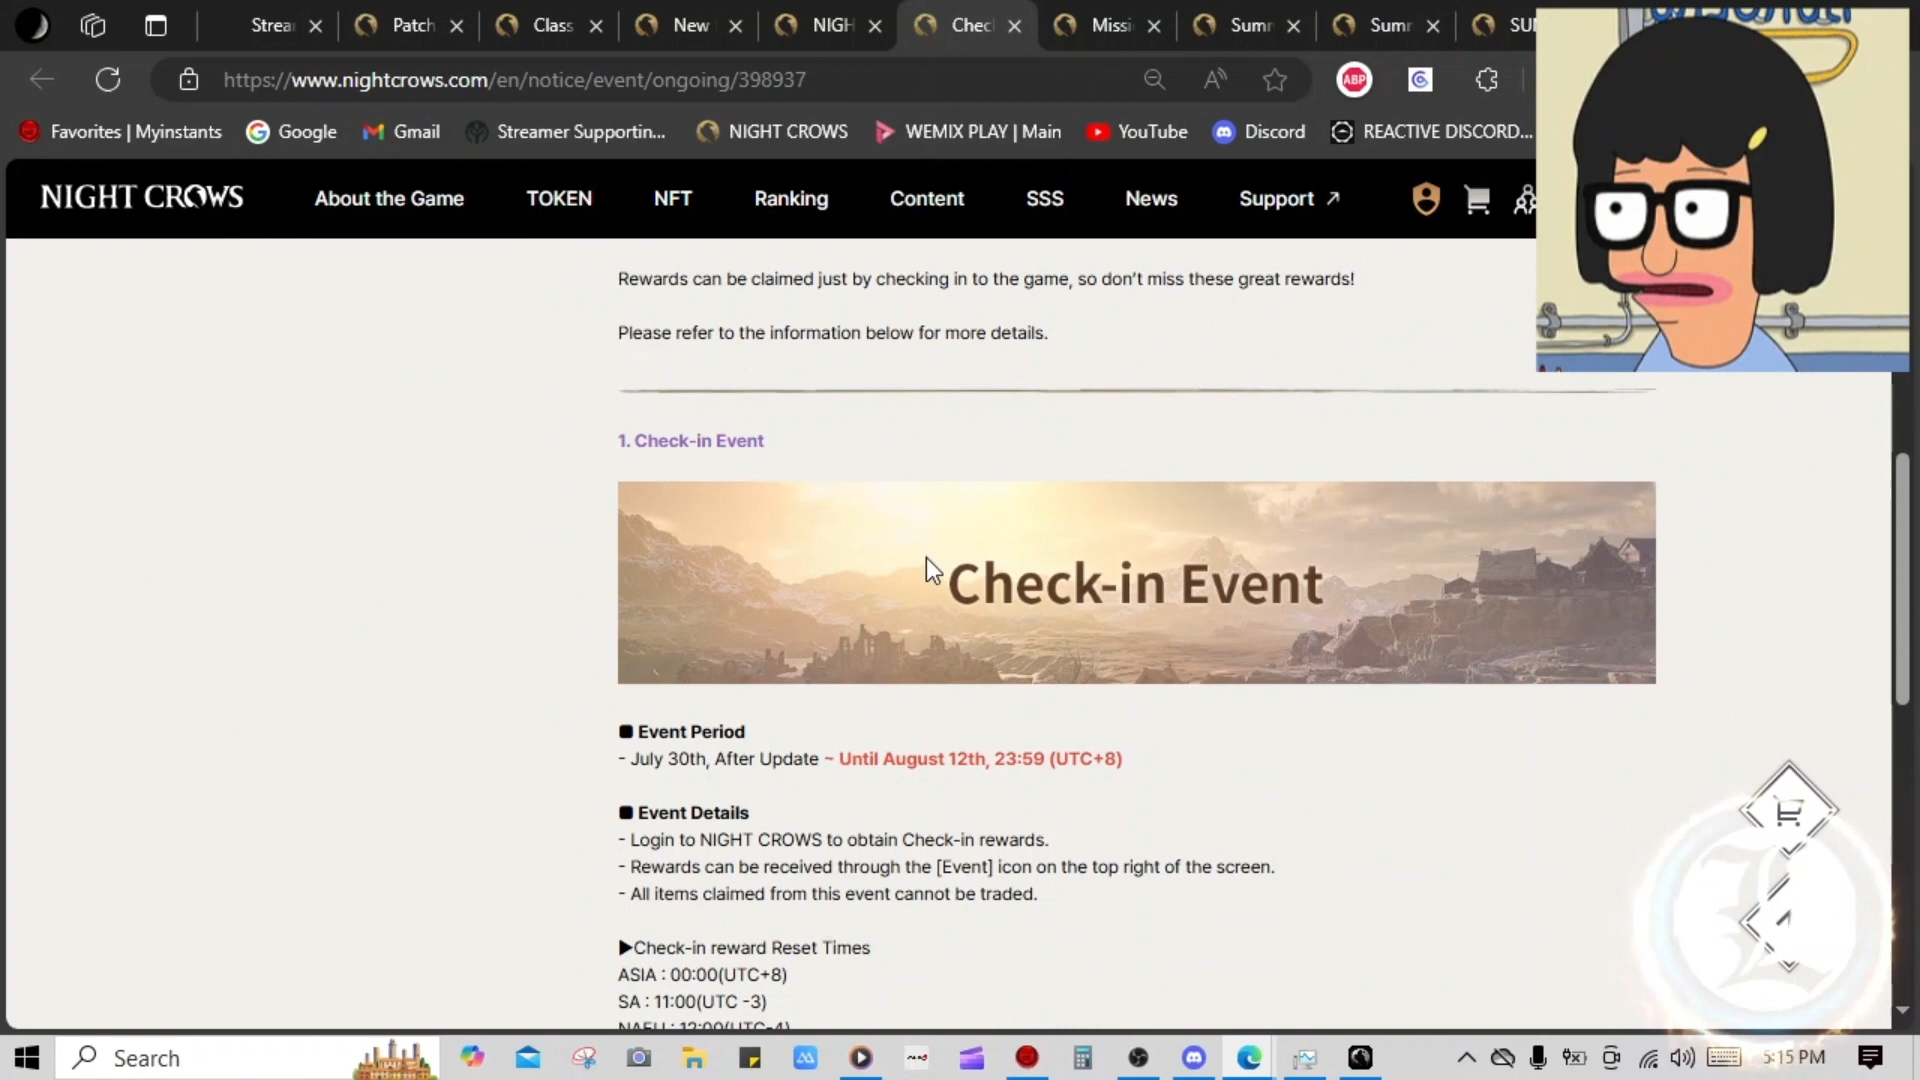 Strea
Patch
Class
New
NIGH
Chec
Missi
Sumr
Sumr
SU
https://www.nightcrows.com/en/notice/event/ongoing/398937
ABP
Favorites | Myinstants
Google
Gmail
Streamer Supportin...
NIGHT CROWS
WEMIX PLAY | Main
YouTube
Discord
REACTIVE DISCORD...
NIGHT CROWS
About the Game
TOKEN
NFT
Ranking
Content
SSS
News
Support
Rewards can be claimed just by checking in to the game, so don't miss these great rewards!
Please refer to the information below for more details.
1. Check-in Event
Check-in Event
■ Event Period
- July 30th, After Update ~ Until August 12th, 23:59 (UTC+8)
■ Event Details
- Login to NIGHT CROWS to obtain Check-in rewards.
- Rewards can be received through the [Event] icon on the top right of the screen.
- All items claimed from this event cannot be traded.
▶Check-in reward Reset Times
ASIA : 00:00(UTC+8)
SA : 11:00(UTC -3)
NAEU : 12:00(UTC-4)
Search
5:15 PM